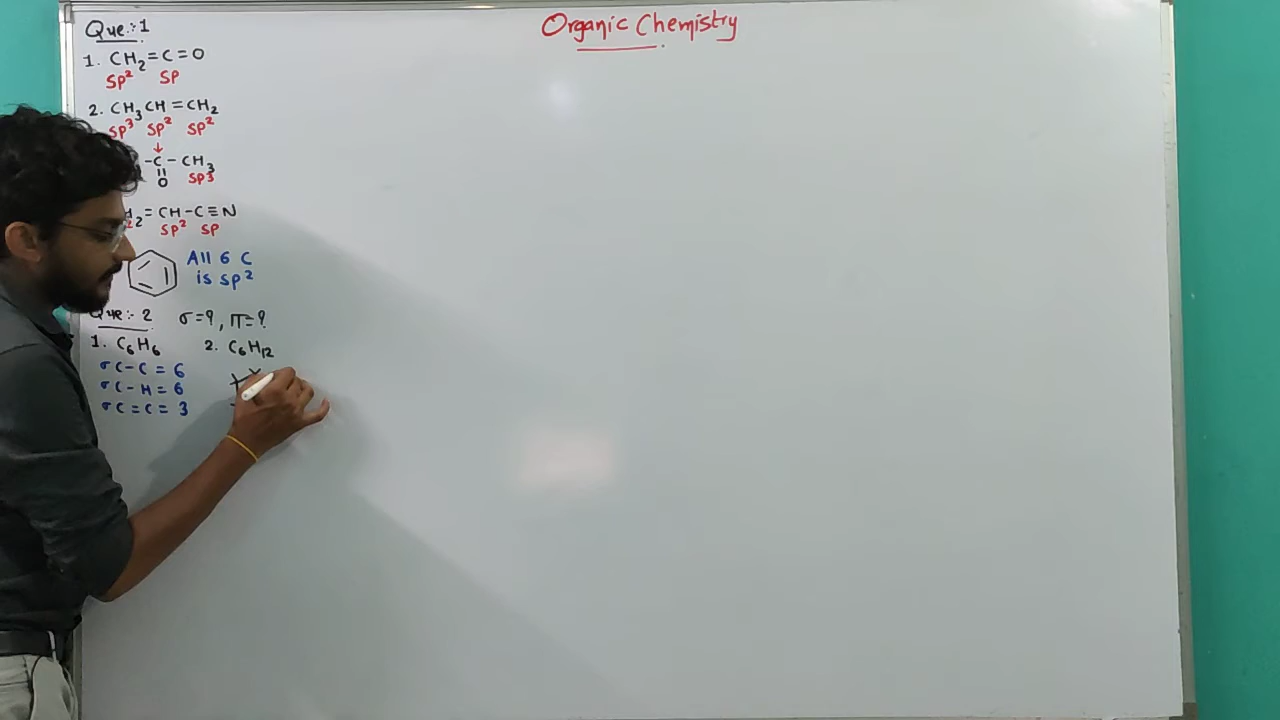 Organic Chemistry
Que:-1
1. CH2=C=O
sp2 sp
2. CH3CH=CH2
sp3 sp2 sp2
↓
-C-CH3
O sp3
2=CH-C≡N
sp2 sp
All 6 C
is sp2
Que:- 2 σ=?, π=?
1. C6H6 2. C6H12
σ C-C = 6
σ C-H = 6
σ C=C = 3